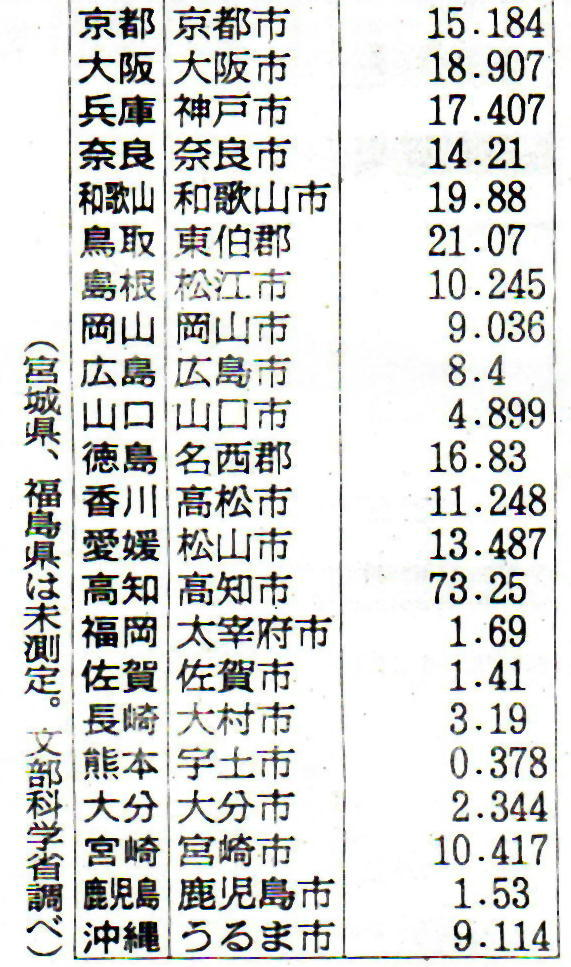 京都 京都市 15.184
大阪 大阪市 18.907
兵庫 神戸市 17.407
奈良 奈良市 14.21
和歌山 和歌山市 19.88
鳥取 東伯郡 21.07
島根 松江市 10.245
岡山 岡山市 9.036
広島 広島市 8.4
山口 山口市 4.899
徳島 名西郡 16.83
香川 高松市 11.248
愛媛 松山市 13.487
高知 高知市 73.25
福岡 太宰府市 1.69
佐賀 佐賀市 1.41
長崎 大村市 3.19
熊本 宇土市 0.378
大分 大分市 2.344
宮崎 宮崎市 10.417
鹿児島 鹿児島市 1.53
沖縄 うるま市 9.114
(宮城県、福島県は未測定。文部科学省調べ)